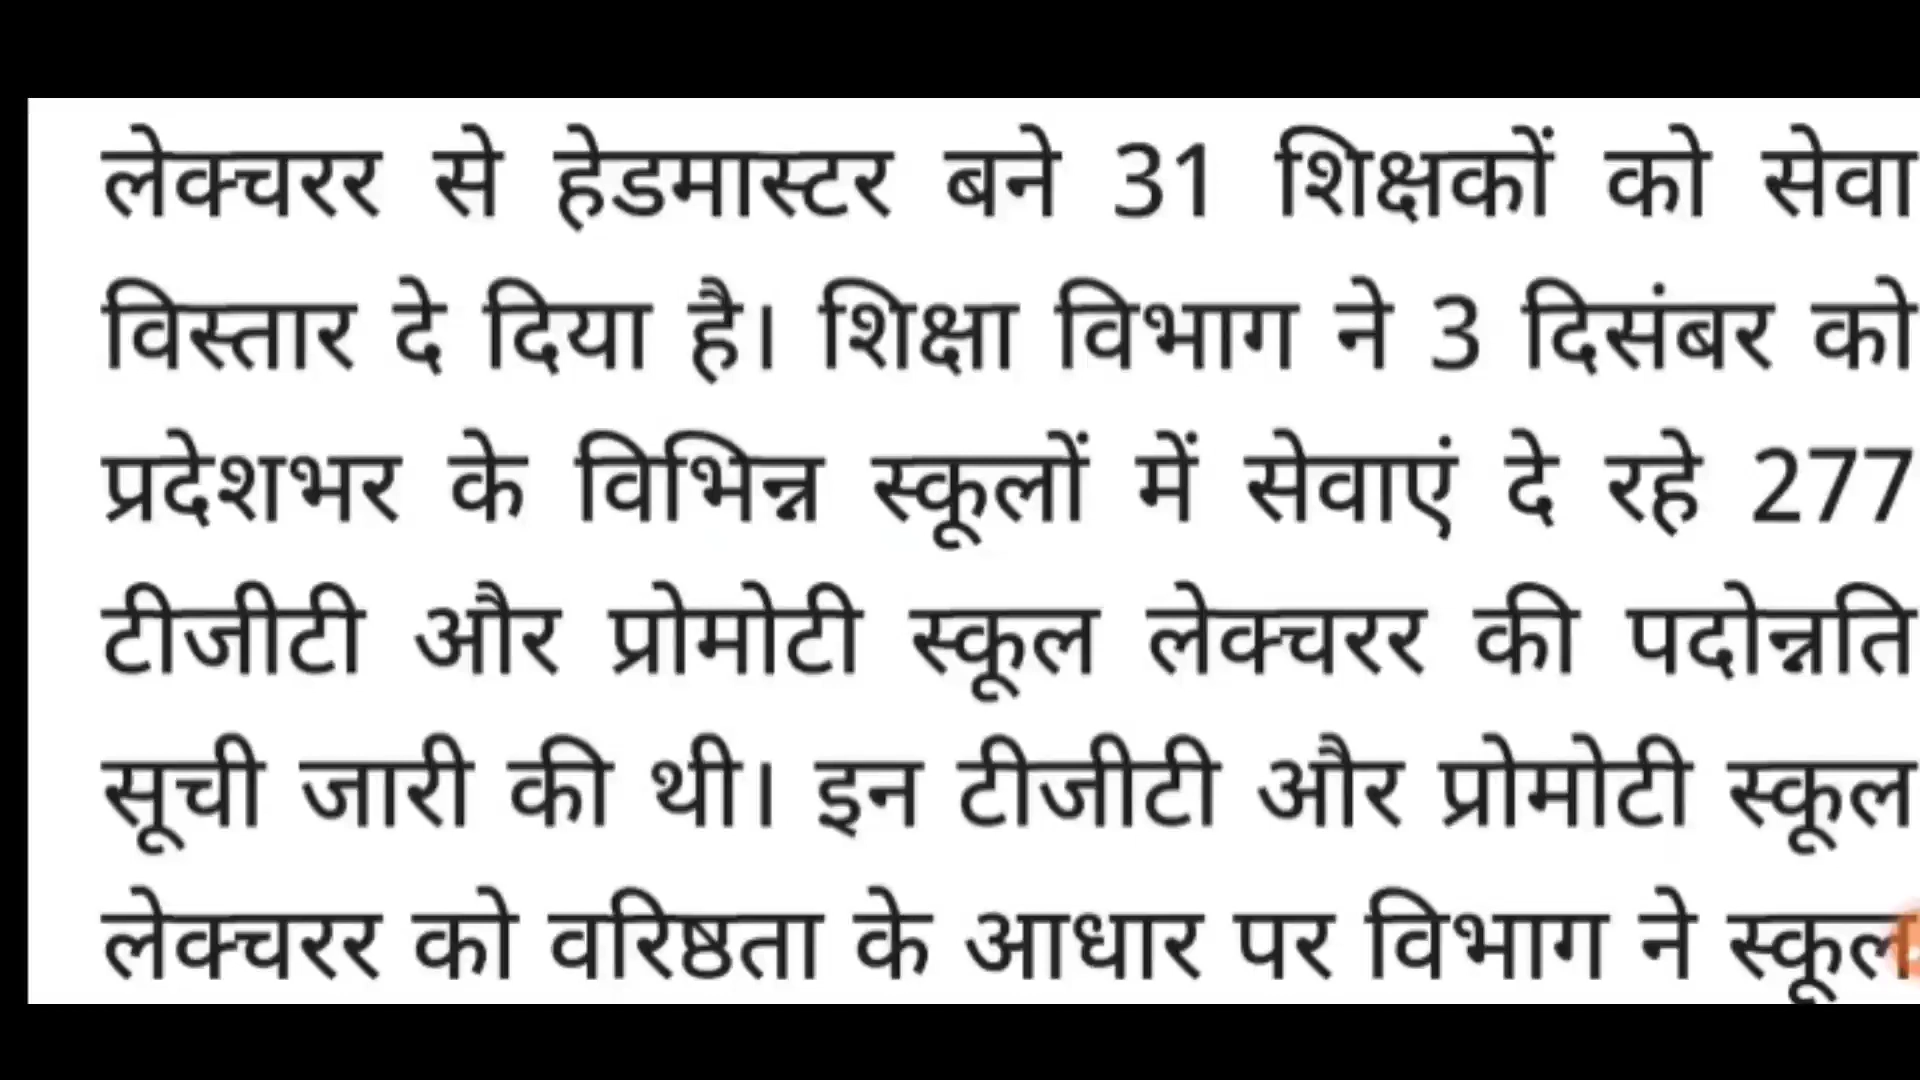 लेक्चरर से हेडमास्टर बने 31 शिक्षकों को सेवा
विस्तार दे दिया है। शिक्षा विभाग ने 3 दिसंबर को
प्रदेशभर के विभिन्न स्कूलों में सेवाएं दे रहे 277
टीजीटी और प्रोमोटी स्कूल लेक्चरर की पदोन्नति
सूची जारी की थी। इन टीजीटी और प्रोमोटी स्कूल
लेक्चरर को वरिष्ठता के आधार पर विभाग ने स्कूल